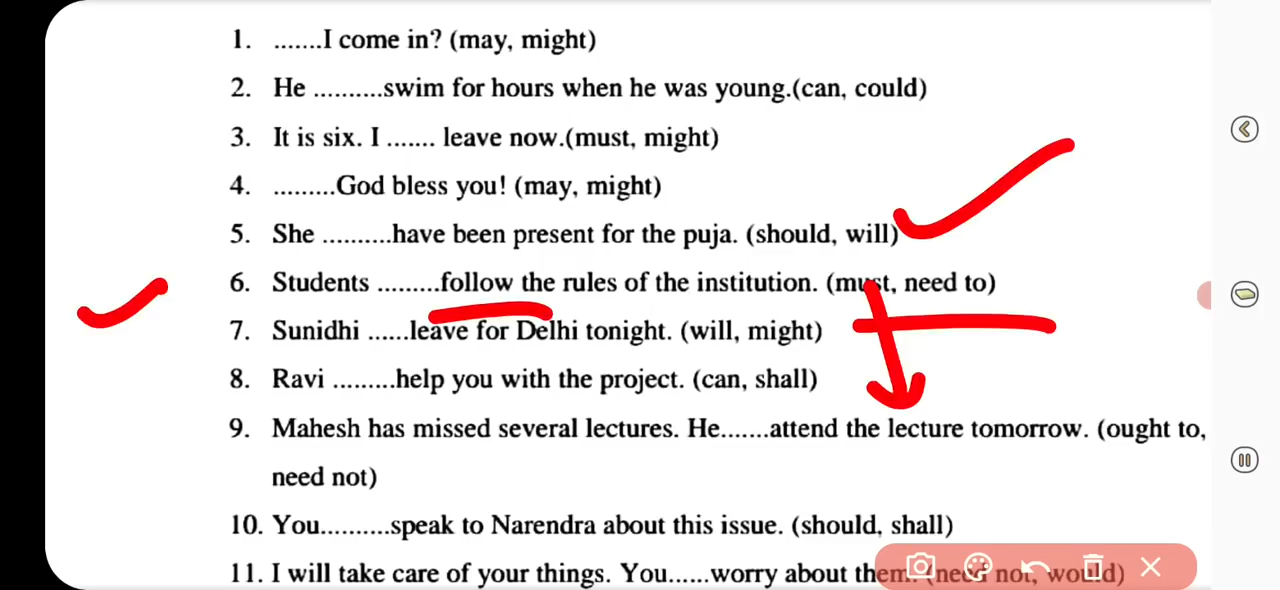 1. .......I come in? (may, might)
2. He ..........swim for hours when he was young.(can, could)
3. It is six. I ....... leave now.(must, might)
4. .........God bless you! (may, might)
5. She ..........have been present for the puja. (should, will)
6. Students .........follow the rules of the institution. (must, need to)
7. Sunidhi ......leave for Delhi tonight. (will, might)
8. Ravi .........help you with the project. (can, shall)
9. Mahesh has missed several lectures. He.......attend the lecture tomorrow. (ought to,
need not)
10. You..........speak to Narendra about this issue. (should, shall)
11. I will take care of your things. You......worry about them. (need not, would)